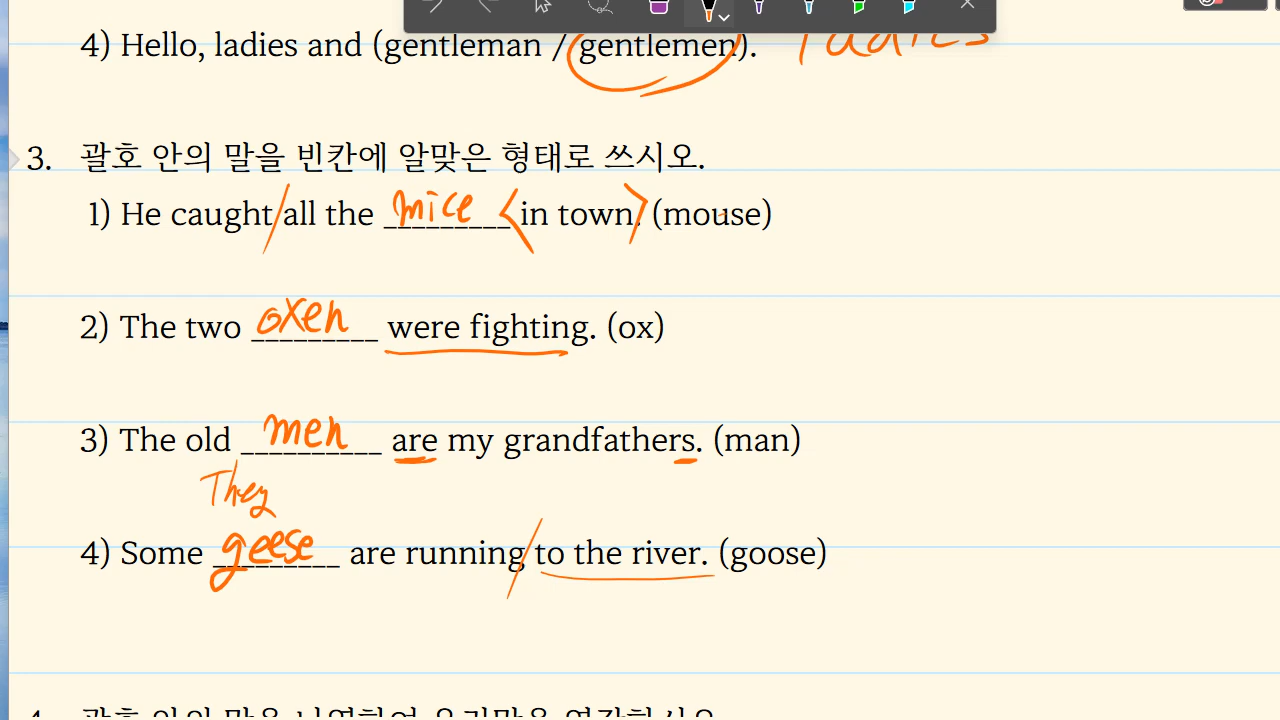 4) Hello, ladies and (gentleman / gentlemen). ladies
3. 괄호 안의 말을 빈칸에 알맞은 형태로 쓰시오.
1) He caught / all the mice <in town.> (mouse)
2) The two oxen were fighting. (ox)
3) The old men are my grandfathers. (man)
They
4) Some geese are running / to the river. (goose)